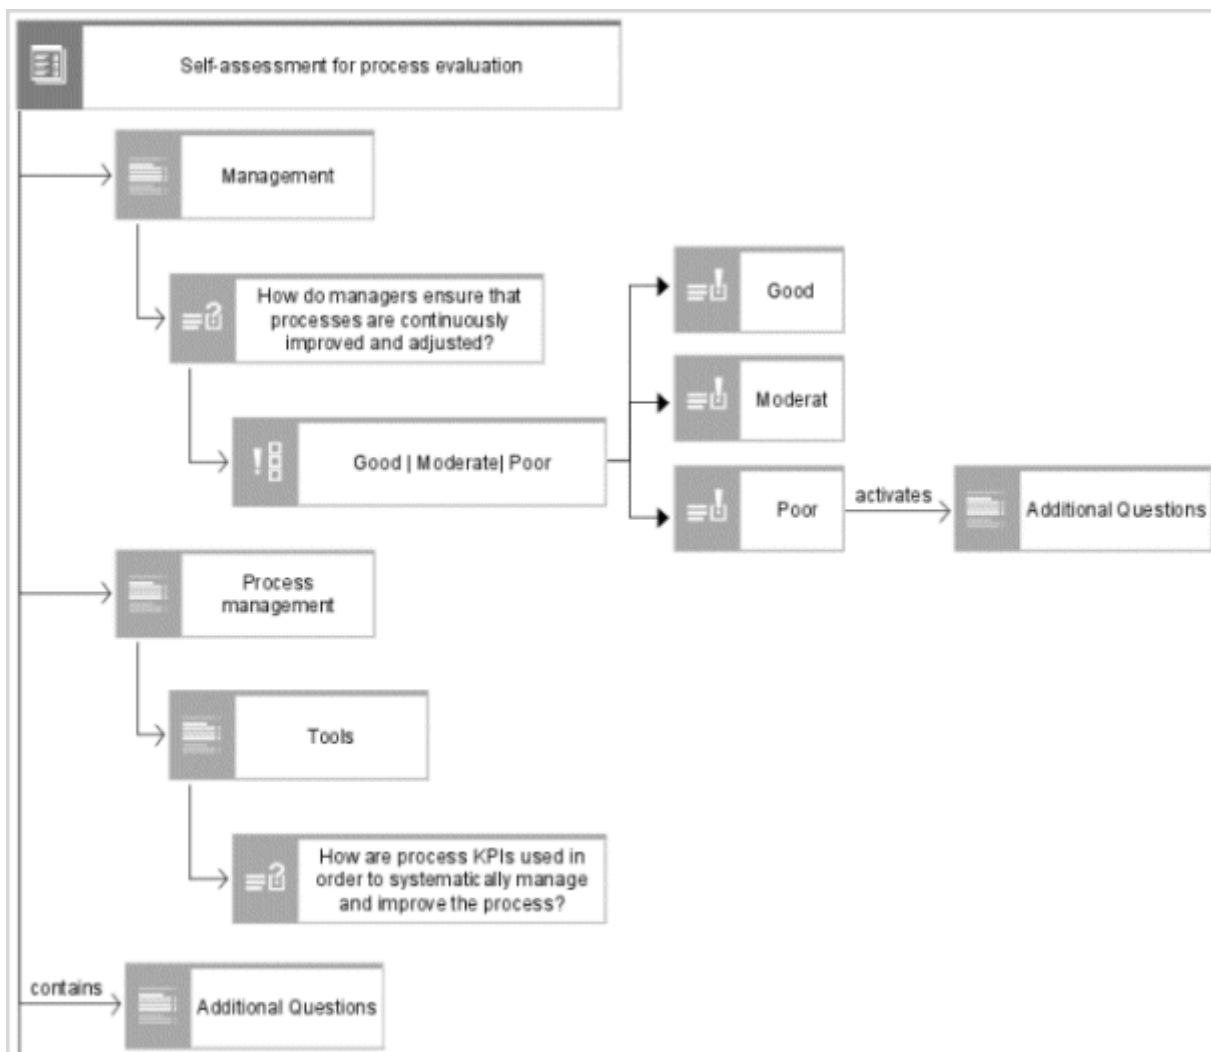 Self-assessment for process evaluation
Management
How do managers ensure that
processes are continuously
improved and adjusted?
Good
Moderat
Good | Moderate| Poor
Poor
activates
Additional Questions
Process
management
Tools
How are process KPIs used in
order to systematically manage
and improve the process?
contains
Additional Questions